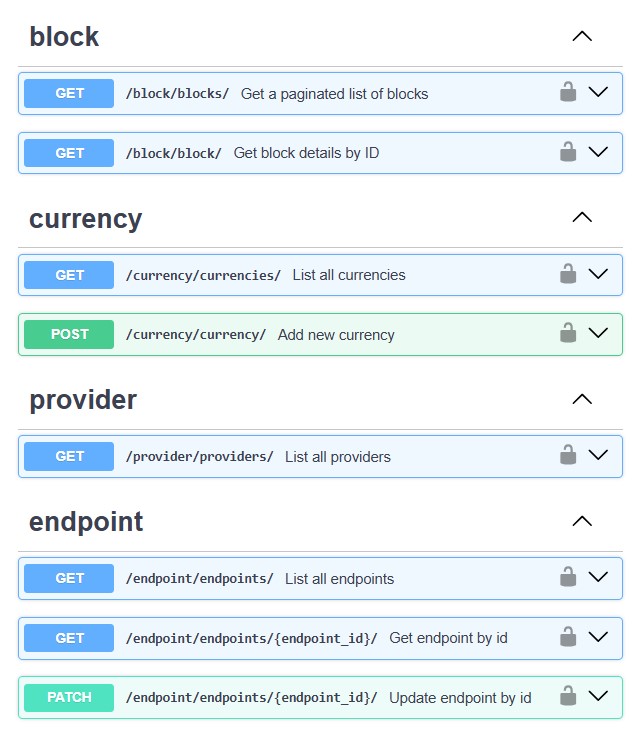 block
GET /block/blocks/ Get a paginated list of blocks
GET /block/block/ Get block details by ID
currency
GET /currency/currencies/ List all currencies
POST /currency/currency/ Add new currency
provider
GET /provider/providers/ List all providers
endpoint
GET /endpoint/endpoints/ List all endpoints
GET /endpoint/endpoints/{endpoint_id}/ Get endpoint by id
PATCH /endpoint/endpoints/{endpoint_id}/ Update endpoint by id